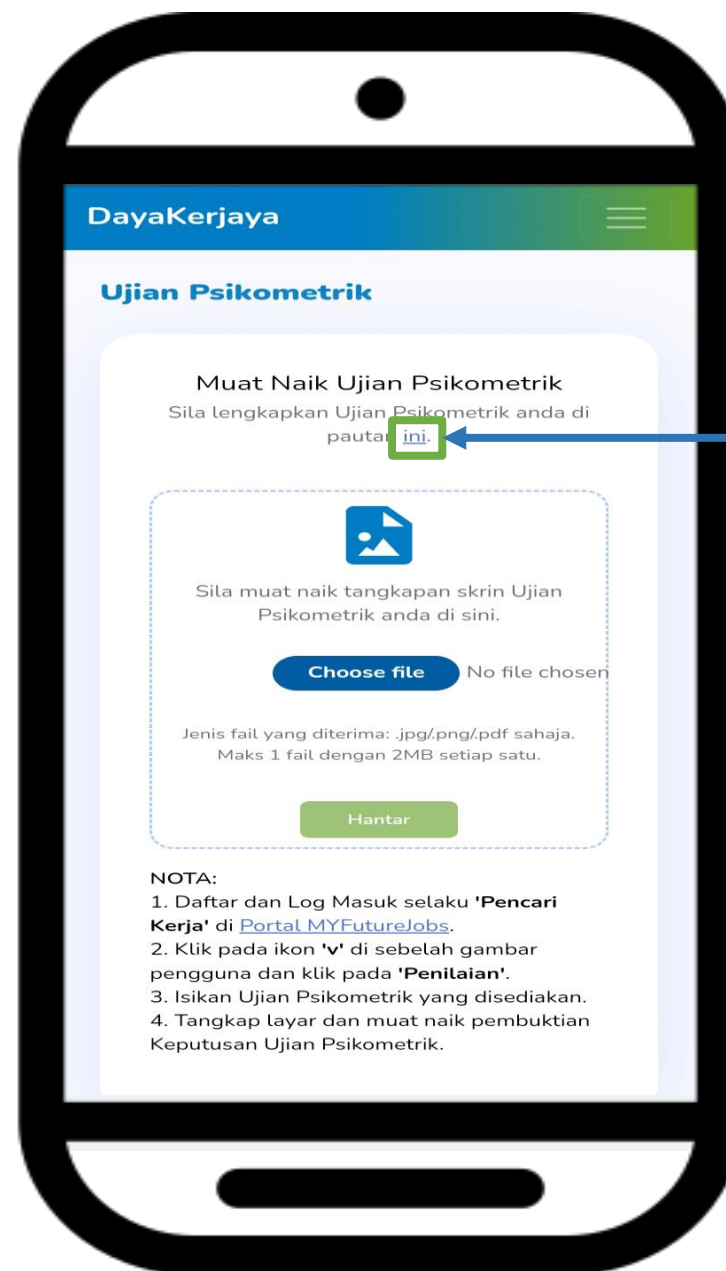 DayaKerjaya
Ujian Psikometrik
Muat Naik Ujian Psikometrik
Sila lengkapkan Ujian Psikometrik anda di
pautan ini.
Sila muat naik tangkapan skrin Ujian
Psikometrik anda di sini.
Choose file No file chosen
Jenis fail yang diterima: .jpg/.png/.pdf sahaja.
Maks 1 fail dengan 2MB setiap satu.
Hantar
NOTA:
1. Daftar dan Log Masuk selaku 'Pencari
Kerja' di Portal MYFutureJobs.
2. Klik pada ikon 'v' di sebelah gambar
pengguna dan klik pada 'Penilaian'.
3. Isikan Ujian Psikometrik yang disediakan.
4. Tangkap layar dan muat naik pembuktian
Keputusan Ujian Psikometrik.